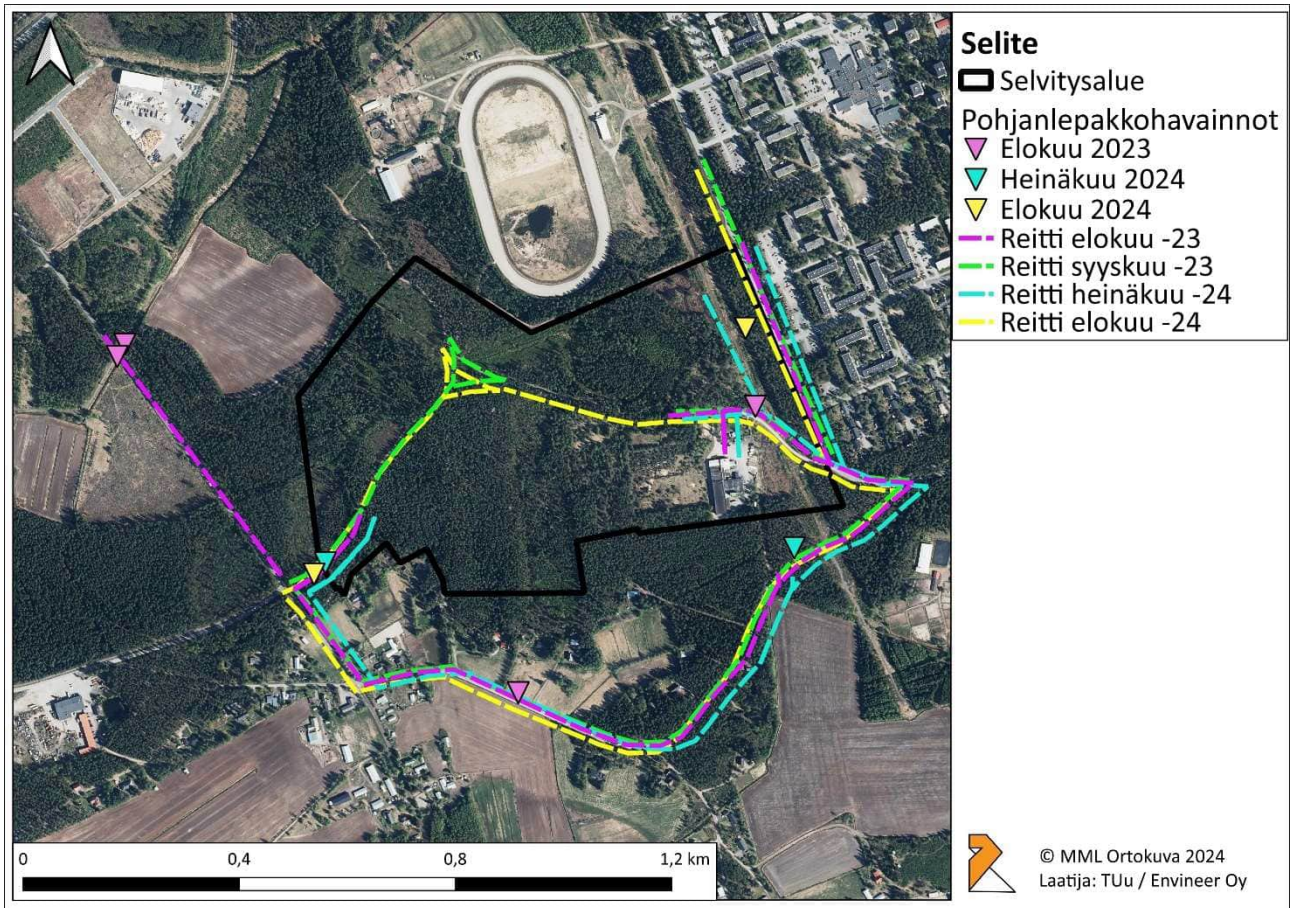 Selite
Selvitysalue
Pohjanlepakkohavainnot
Elokuu 2023
Heinäkuu 2024
Elokuu 2024
Reitti elokuu -23
Reitti syyskuu -23
Reitti heinäkuu -24
Reitti elokuu -24
0 0,4 0,8 1,2 km
© MML Ortokuva 2024
Laatija: TUu / Envineer Oy